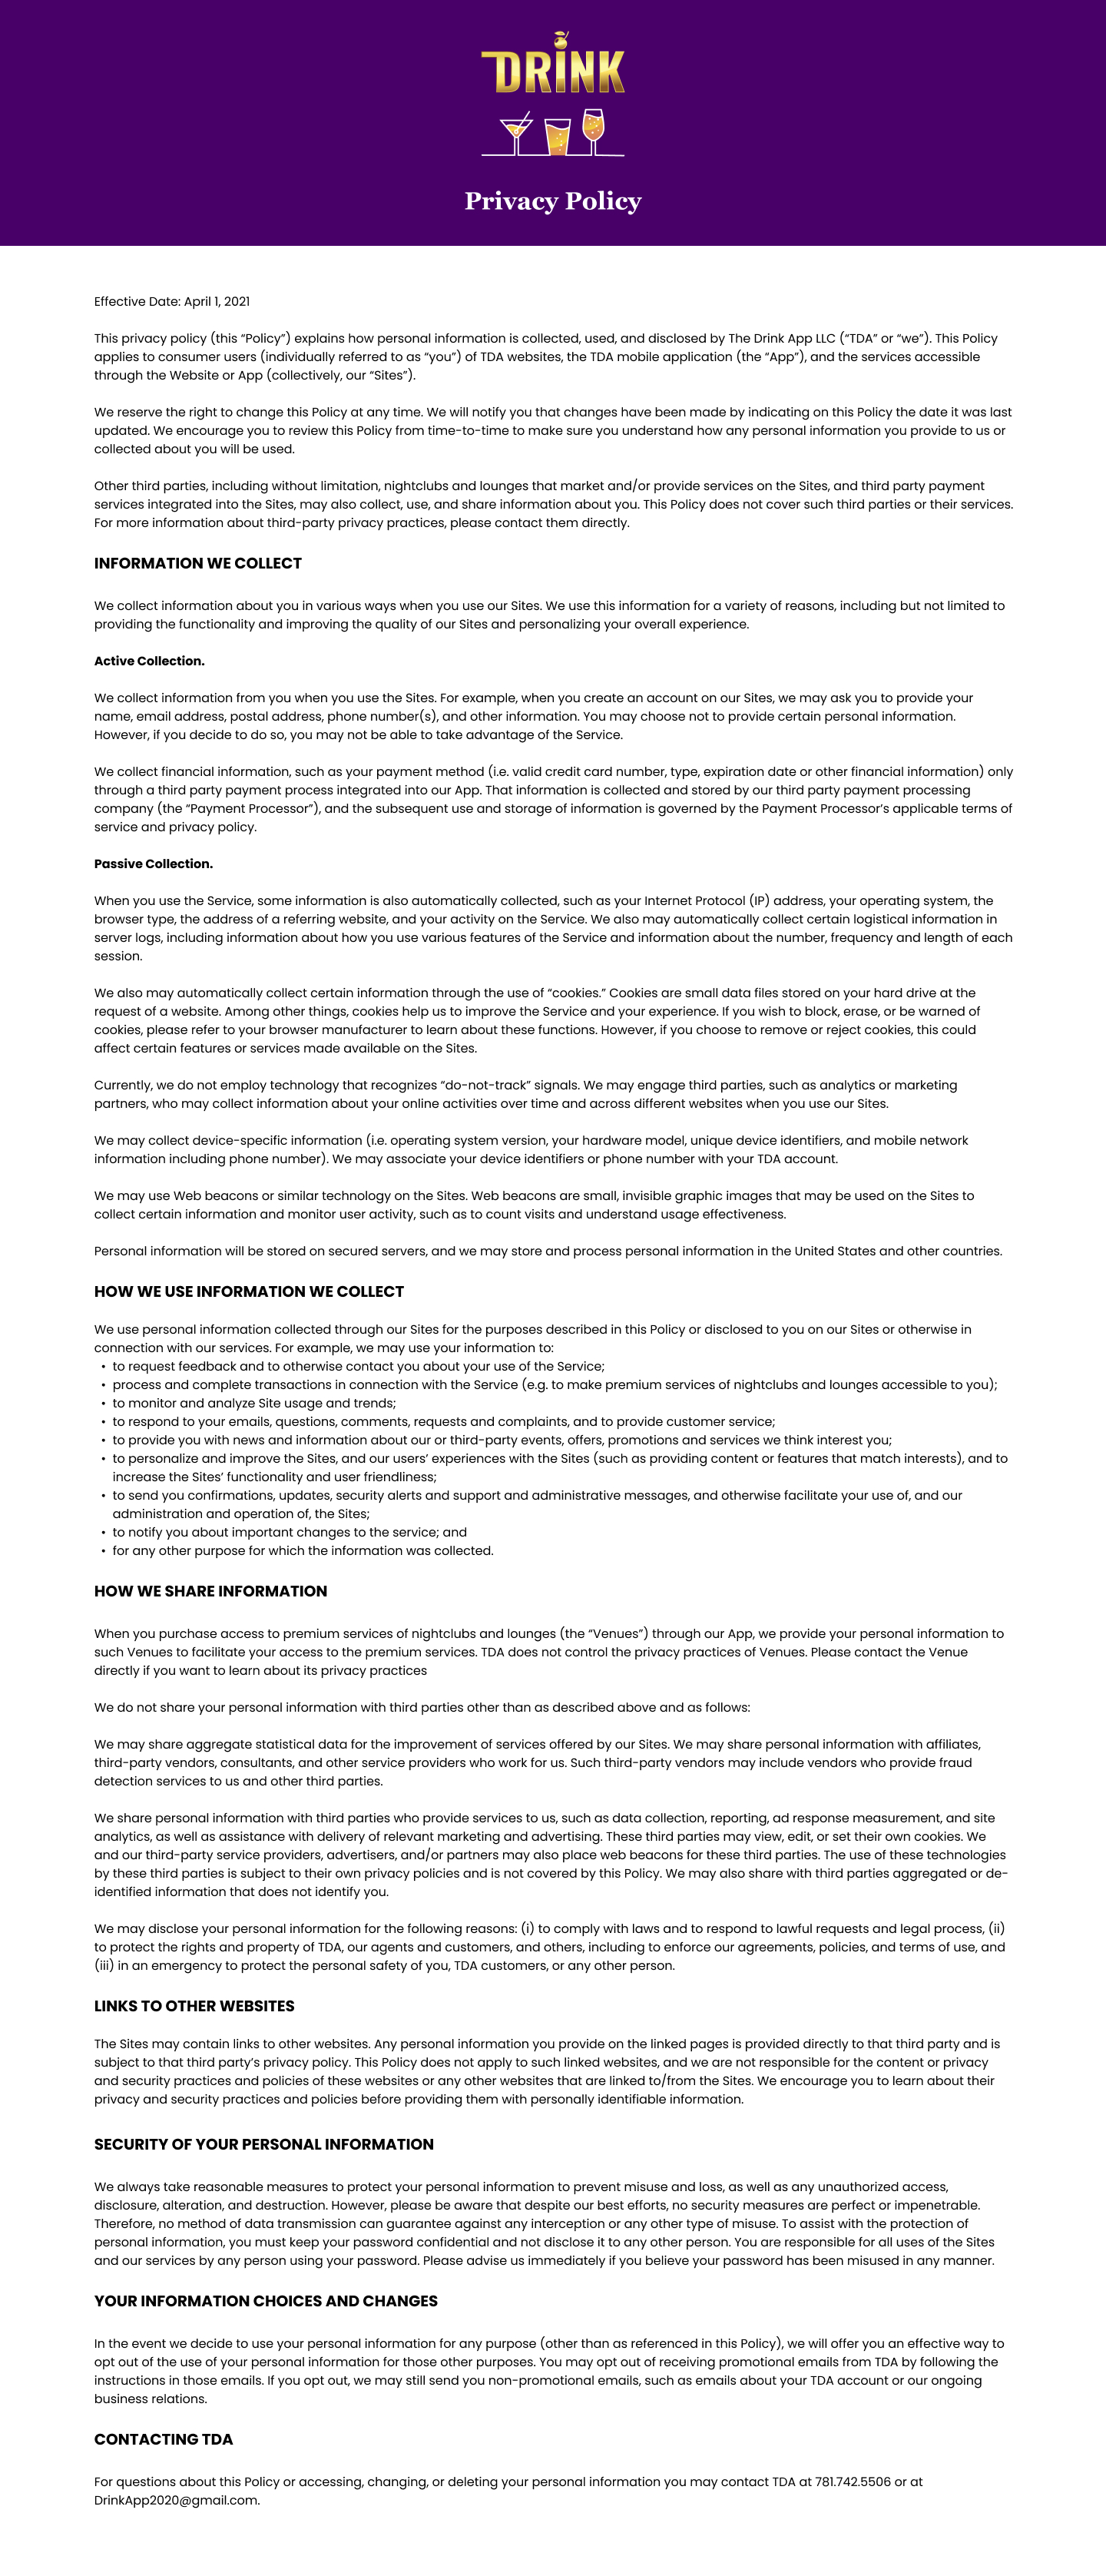 DRINK
Privacy Policy
Effective Date: April 1, 2021
This privacy policy (this “Policy”) explains how personal information is collected, used, and disclosed by The Drink App LLC (“TDA” or “we”). This Policy
applies to consumer users (individually referred to as “you”) of TDA websites, the TDA mobile application (the “App”), and the services accessible
through the Website or App (collectively, our “Sites”).
We reserve the right to change this Policy at any time. We will notify you that changes have been made by indicating on this Policy the date it was last
updated. We encourage you to review this Policy from time-to-time to make sure you understand how any personal information you provide to us or
collected about you will be used.
Other third parties, including without limitation, nightclubs and lounges that market and/or provide services on the Sites, and third party payment
services integrated into the Sites, may also collect, use, and share information about you. This Policy does not cover such third parties or their services.
For more information about third-party privacy practices, please contact them directly.
INFORMATION WE COLLECT
We collect information about you in various ways when you use our Sites. We use this information for a variety of reasons, including but not limited to
providing the functionality and improving the quality of our Sites and personalizing your overall experience.
Active Collection.
We collect information from you when you use the Sites. For example, when you create an account on our Sites, we may ask you to provide your
name, email address, postal address, phone number(s), and other information. You may choose not to provide certain personal information.
However, if you decide to do so, you may not be able to take advantage of the Service.
We collect financial information, such as your payment method (i.e. valid credit card number, type, expiration date or other financial information) only
through a third party payment process integrated into our App. That information is collected and stored by our third party payment processing
company (the “Payment Processor”), and the subsequent use and storage of information is governed by the Payment Processor’s applicable terms of
service and privacy policy.
Passive Collection.
When you use the Service, some information is also automatically collected, such as your Internet Protocol (IP) address, your operating system, the
browser type, the address of a referring website, and your activity on the Service. We also may automatically collect certain logistical information in
server logs, including information about how you use various features of the Service and information about the number, frequency and length of each
session.
We also may automatically collect certain information through the use of “cookies.” Cookies are small data files stored on your hard drive at the
request of a website. Among other things, cookies help us to improve the Service and your experience. If you wish to block, erase, or be warned of
cookies, please refer to your browser manufacturer to learn about these functions. However, if you choose to remove or reject cookies, this could
affect certain features or services made available on the Sites.
Currently, we do not employ technology that recognizes “do-not-track” signals. We may engage third parties, such as analytics or marketing
partners, who may collect information about your online activities over time and across different websites when you use our Sites.
We may collect device-specific information (i.e. operating system version, your hardware model, unique device identifiers, and mobile network
information including phone number). We may associate your device identifiers or phone number with your TDA account.
We may use Web beacons or similar technology on the Sites. Web beacons are small, invisible graphic images that may be used on the Sites to
collect certain information and monitor user activity, such as to count visits and understand usage effectiveness.
Personal information will be stored on secured servers, and we may store and process personal information in the United States and other countries.
HOW WE USE INFORMATION WE COLLECT
We use personal information collected through our Sites for the purposes described in this Policy or disclosed to you on our Sites or otherwise in
connection with our services. For example, we may use your information to:
• to request feedback and to otherwise contact you about your use of the Service;
• process and complete transactions in connection with the Service (e.g. to make premium services of nightclubs and lounges accessible to you);
• to monitor and analyze Site usage and trends;
• to respond to your emails, questions, comments, requests and complaints, and to provide customer service;
• to provide you with news and information about our or third-party events, offers, promotions and services we think interest you;
• to personalize and improve the Sites, and our users’ experiences with the Sites (such as providing content or features that match interests), and to
increase the Sites’ functionality and user friendliness;
• to send you confirmations, updates, security alerts and support and administrative messages, and otherwise facilitate your use of, and our
administration and operation of, the Sites;
• to notify you about important changes to the service; and
• for any other purpose for which the information was collected.
HOW WE SHARE INFORMATION
When you purchase access to premium services of nightclubs and lounges (the “Venues”) through our App, we provide your personal information to
such Venues to facilitate your access to the premium services. TDA does not control the privacy practices of Venues. Please contact the Venue
directly if you want to learn about its privacy practices
We do not share your personal information with third parties other than as described above and as follows:
We may share aggregate statistical data for the improvement of services offered by our Sites. We may share personal information with affiliates,
third-party vendors, consultants, and other service providers who work for us. Such third-party vendors may include vendors who provide fraud
detection services to us and other third parties.
We share personal information with third parties who provide services to us, such as data collection, reporting, ad response measurement, and site
analytics, as well as assistance with delivery of relevant marketing and advertising. These third parties may view, edit, or set their own cookies. We
and our third-party service providers, advertisers, and/or partners may also place web beacons for these third parties. The use of these technologies
by these third parties is subject to their own privacy policies and is not covered by this Policy. We may also share with third parties aggregated or de-
identified information that does not identify you.
We may disclose your personal information for the following reasons: (i) to comply with laws and to respond to lawful requests and legal process, (ii)
to protect the rights and property of TDA, our agents and customers, and others, including to enforce our agreements, policies, and terms of use, and
(iii) in an emergency to protect the personal safety of you, TDA customers, or any other person.
LINKS TO OTHER WEBSITES
The Sites may contain links to other websites. Any personal information you provide on the linked pages is provided directly to that third party and is
subject to that third party’s privacy policy. This Policy does not apply to such linked websites, and we are not responsible for the content or privacy
and security practices and policies of these websites or any other websites that are linked to/from the Sites. We encourage you to learn about their
privacy and security practices and policies before providing them with personally identifiable information.
SECURITY OF YOUR PERSONAL INFORMATION
We always take reasonable measures to protect your personal information to prevent misuse and loss, as well as any unauthorized access,
disclosure, alteration, and destruction. However, please be aware that despite our best efforts, no security measures are perfect or impenetrable.
Therefore, no method of data transmission can guarantee against any interception or any other type of misuse. To assist with the protection of
personal information, you must keep your password confidential and not disclose it to any other person. You are responsible for all uses of the Sites
and our services by any person using your password. Please advise us immediately if you believe your password has been misused in any manner.
YOUR INFORMATION CHOICES AND CHANGES
In the event we decide to use your personal information for any purpose (other than as referenced in this Policy), we will offer you an effective way to
opt out of the use of your personal information for those other purposes. You may opt out of receiving promotional emails from TDA by following the
instructions in those emails. If you opt out, we may still send you non-promotional emails, such as emails about your TDA account or our ongoing
business relations.
CONTACTING TDA
For questions about this Policy or accessing, changing, or deleting your personal information you may contact TDA at 781.742.5506 or at
DrinkApp2020@gmail.com.